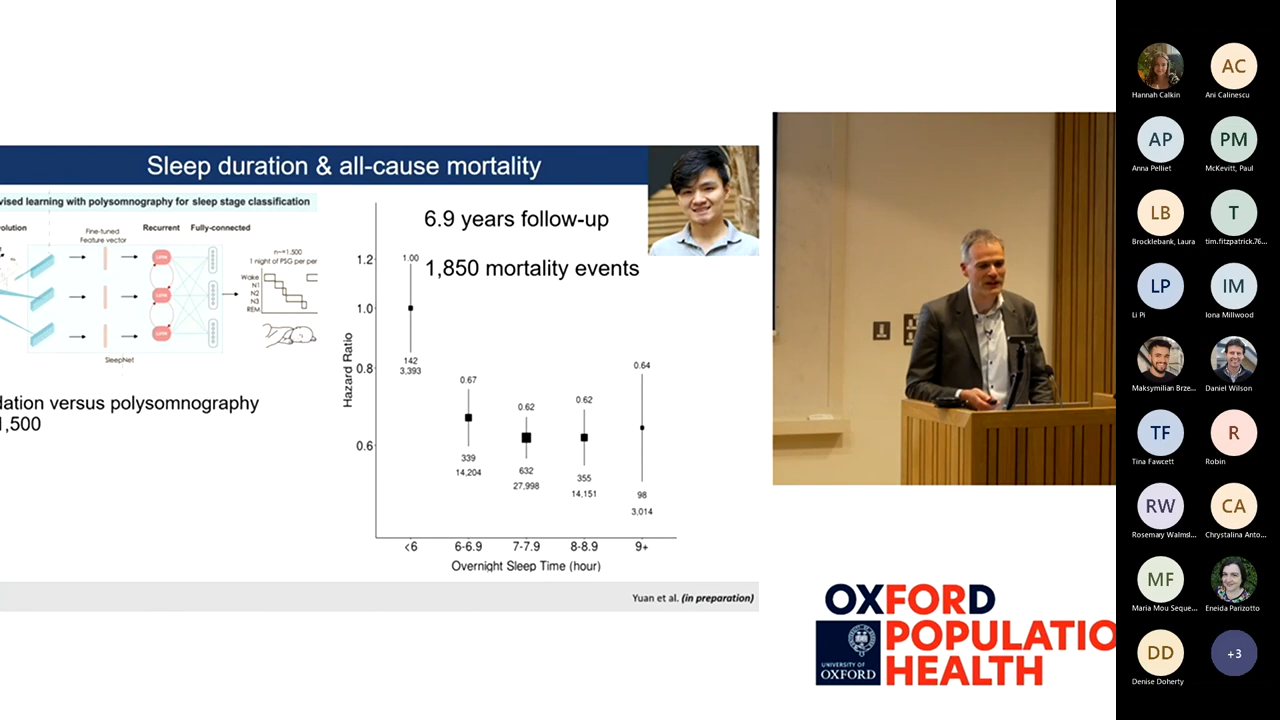 Sleep duration & all-cause mortality
vised learning with polysomnography for sleep stage classification
olution
Fine-tuned
Feature vector
Recurrent
Fully-connected
n~=1,500
1 night of PSG per per
Wake
N1
N2
N3
REM
SleepNet
dation versus polysomnography
1,500
6.9 years follow-up
1,850 mortality events
Hazard Ratio
1.2
1.0
0.8
0.6
1.00
142
3,393
0.67
339
14,204
0.62
632
27,998
0.62
355
14,151
0.64
98
3,014
<6
6-6.9
7-7.9
8-8.9
9+
Overnight Sleep Time (hour)
Yuan et al. (in preparation)
OXFORD
POPULATIO
HEALTH
UNIVERSITY OF
OXFORD
Hannah Calkin
AC
Ani Calinescu
AP
Anna Pelliet
PM
McKevitt, Paul
LB
Brocklebank, Laura
T
tim.fitzpatrick.76...
LP
Li Pi
IM
Iona Millwood
Maksymilian Brze...
Daniel Wilson
TF
Tina Fawcett
R
Robin
RW
Rosemary Walmsl...
CA
Chrystalina Anto...
MF
Maria Mou Seque...
Eneida Parizotto
DD
Denise Doherty
+3